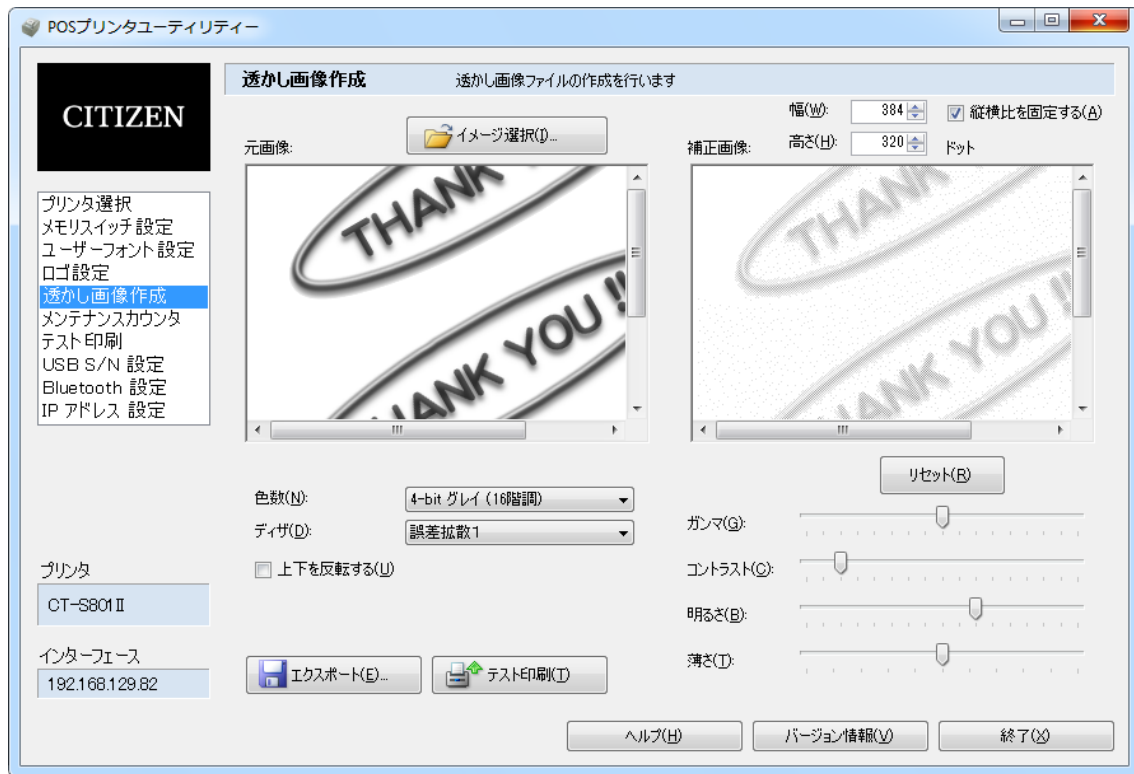 POSプリンタユーティリティー
CITIZEN
透かし画像作成 透かし画像ファイルの作成を行います
幅(W): 384 縦横比を固定する(A)
高さ(H): 320 ドット
元画像: イメージ選択(I)... 補正画像:
THANK
THANK YOU !!
THANK
THANK YOU !!
プリンタ選択
メモリスイッチ設定
ユーザーフォント設定
ロゴ設定
透かし画像作成
メンテナンスカウンタ
テスト印刷
USB S/N 設定
Bluetooth 設定
IP アドレス 設定
リセット(R)
色数(N): 4-bit グレイ (16階調)
ディザ(D): 誤差拡散1
上下を反転する(U)
ガンマ(G):
コントラスト(C):
明るさ(B):
薄さ(T):
プリンタ
CT-S801Ⅱ
インターフェース
192.168.129.82
エクスポート(E)... テスト印刷(T)
ヘルプ(H) バージョン情報(V) 終了(X)